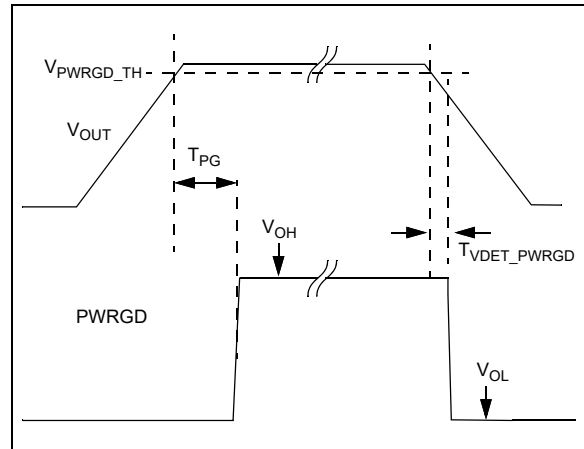 V_PWRGD_TH
V_OUT
T_PG
V_OH
T_VDET_PWRGD
PWRGD
V_OL